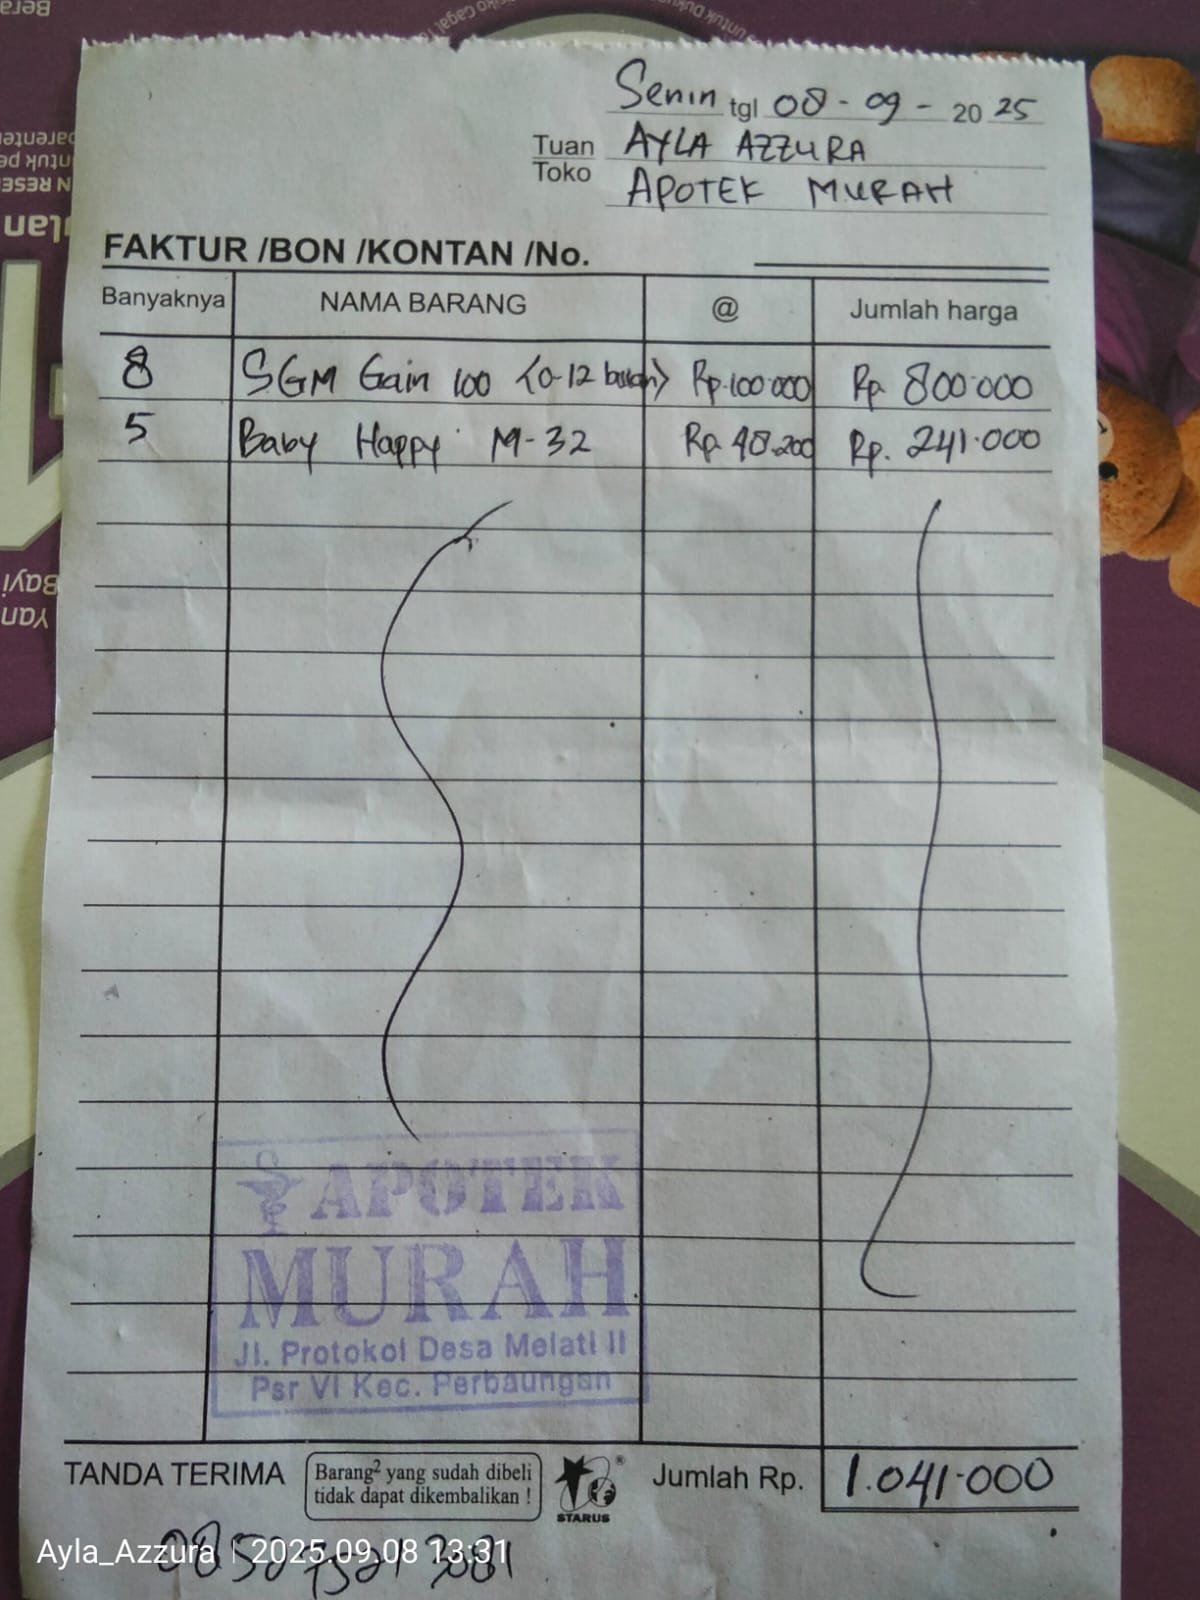 Senin tgl 08 - 09 - 20 25
Tuan AYLA AZZURA
Toko APOTEK MURAH
FAKTUR /BON /KONTAN /No.
Banyaknya NAMA BARANG @ Jumlah harga
8 SGM Gain 100 (0-12 bulan) Rp.100.000 Rp 800.000
5 Baby Happy M-32 Rp 48.200 Rp. 241.000
APOTEK
MURAH
Jl. Protokol Desa Melati II
Psr VI Kec. Perbaungan
TANDA TERIMA
Barang² yang sudah dibeli
tidak dapat dikembalikan !
STARUS
Jumlah Rp. 1.041.000
Ayla_Azzura | 2025.09.08 13:31